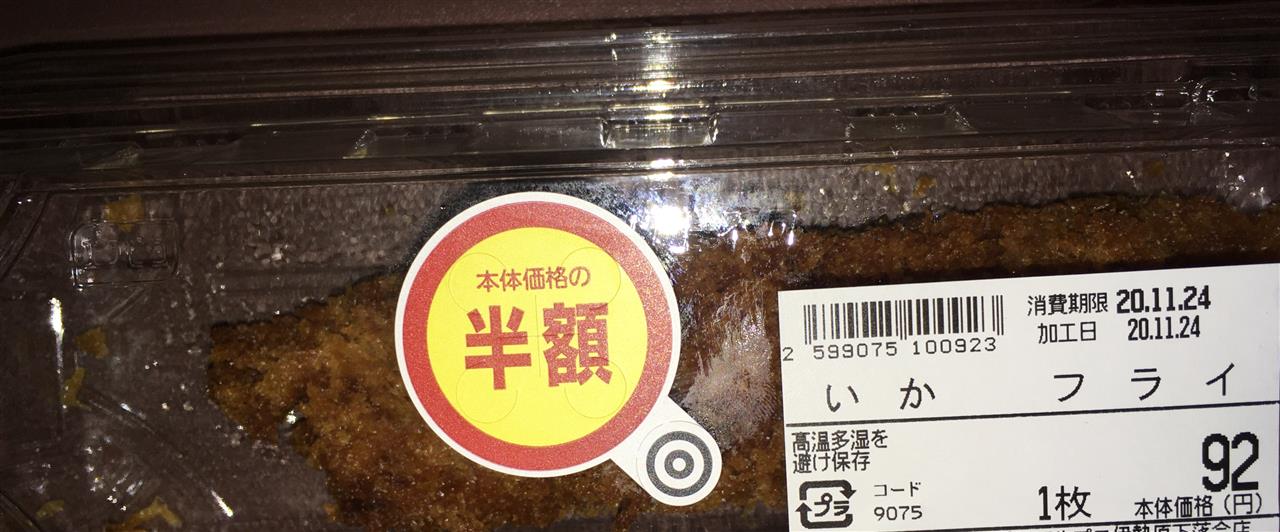 本体価格の
半額
消費期限 20.11.24
加工日 20.11.24
2 599075 100923
いか フライ
高温多湿を
避け保存
92
プラ
コード
9075
1枚
本体価格(円)